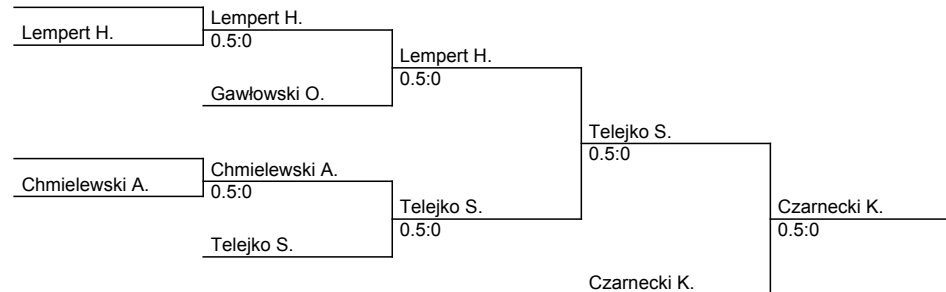 Lempert H.
Lempert H.
0.5:0
Lempert H.
0.5:0
Gawłowski O.
Telejko S.
0.5:0
Chmielewski A.
Chmielewski A.
0.5:0
Telejko S.
0.5:0
Czarnecki K.
0.5:0
Telejko S.
Czarnecki K.